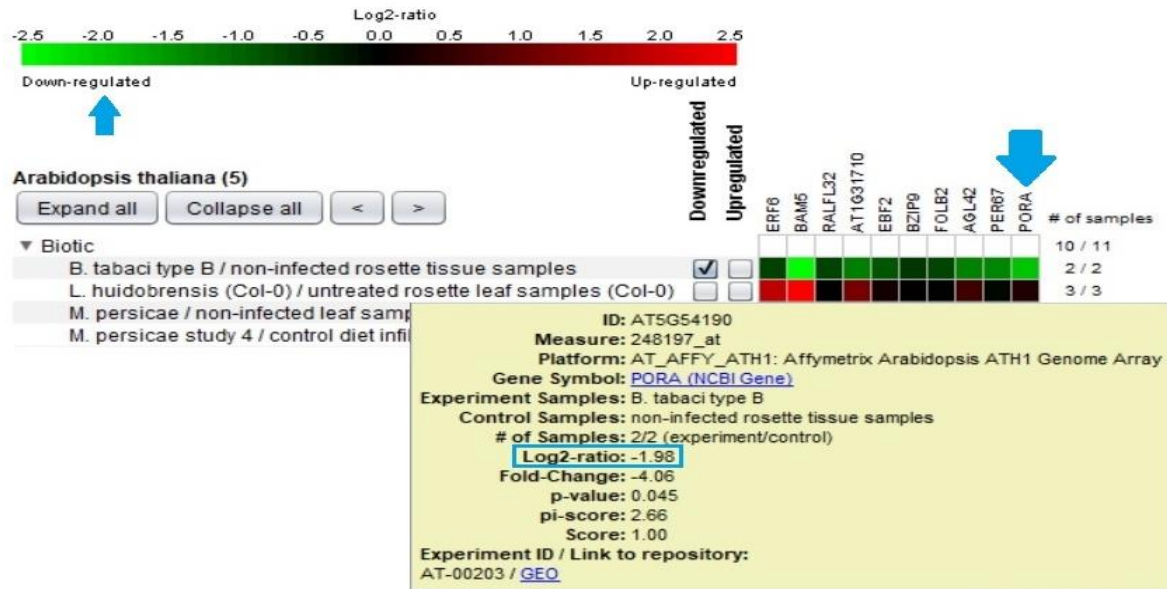 Log2-ratio
-2.5 -2.0 -1.5 -1.0 -0.5 0.0 0.5 1.0 1.5 2.0 2.5
Down-regulated Up-regulated
Arabidopsis thaliana (5)
Expand all Collapse all < >
Downregulated
Upregulated
ERF6
BAM5
RALFL32
AT1G31710
EBF2
BZIP9
FOLB2
AGL42
PER67
PORA
# of samples
Biotic 10 / 11
B. tabaci type B / non-infected rosette tissue samples 2 / 2
L. huidobrensis (Col-0) / untreated rosette leaf samples (Col-0) 3 / 3
M. persicae / non-infected leaf samp
M. persicae study 4 / control diet infil
ID: AT5G54190
Measure: 248197_at
Platform: AT_AFFY_ATH1: Affymetrix Arabidopsis ATH1 Genome Array
Gene Symbol: PORA (NCBI Gene)
Experiment Samples: B. tabaci type B
Control Samples: non-infected rosette tissue samples
# of Samples: 2/2 (experiment/control)
Log2-ratio: -1.98
Fold-Change: -4.06
p-value: 0.045
pi-score: 2.66
Score: 1.00
Experiment ID / Link to repository:
AT-00203 / GEO